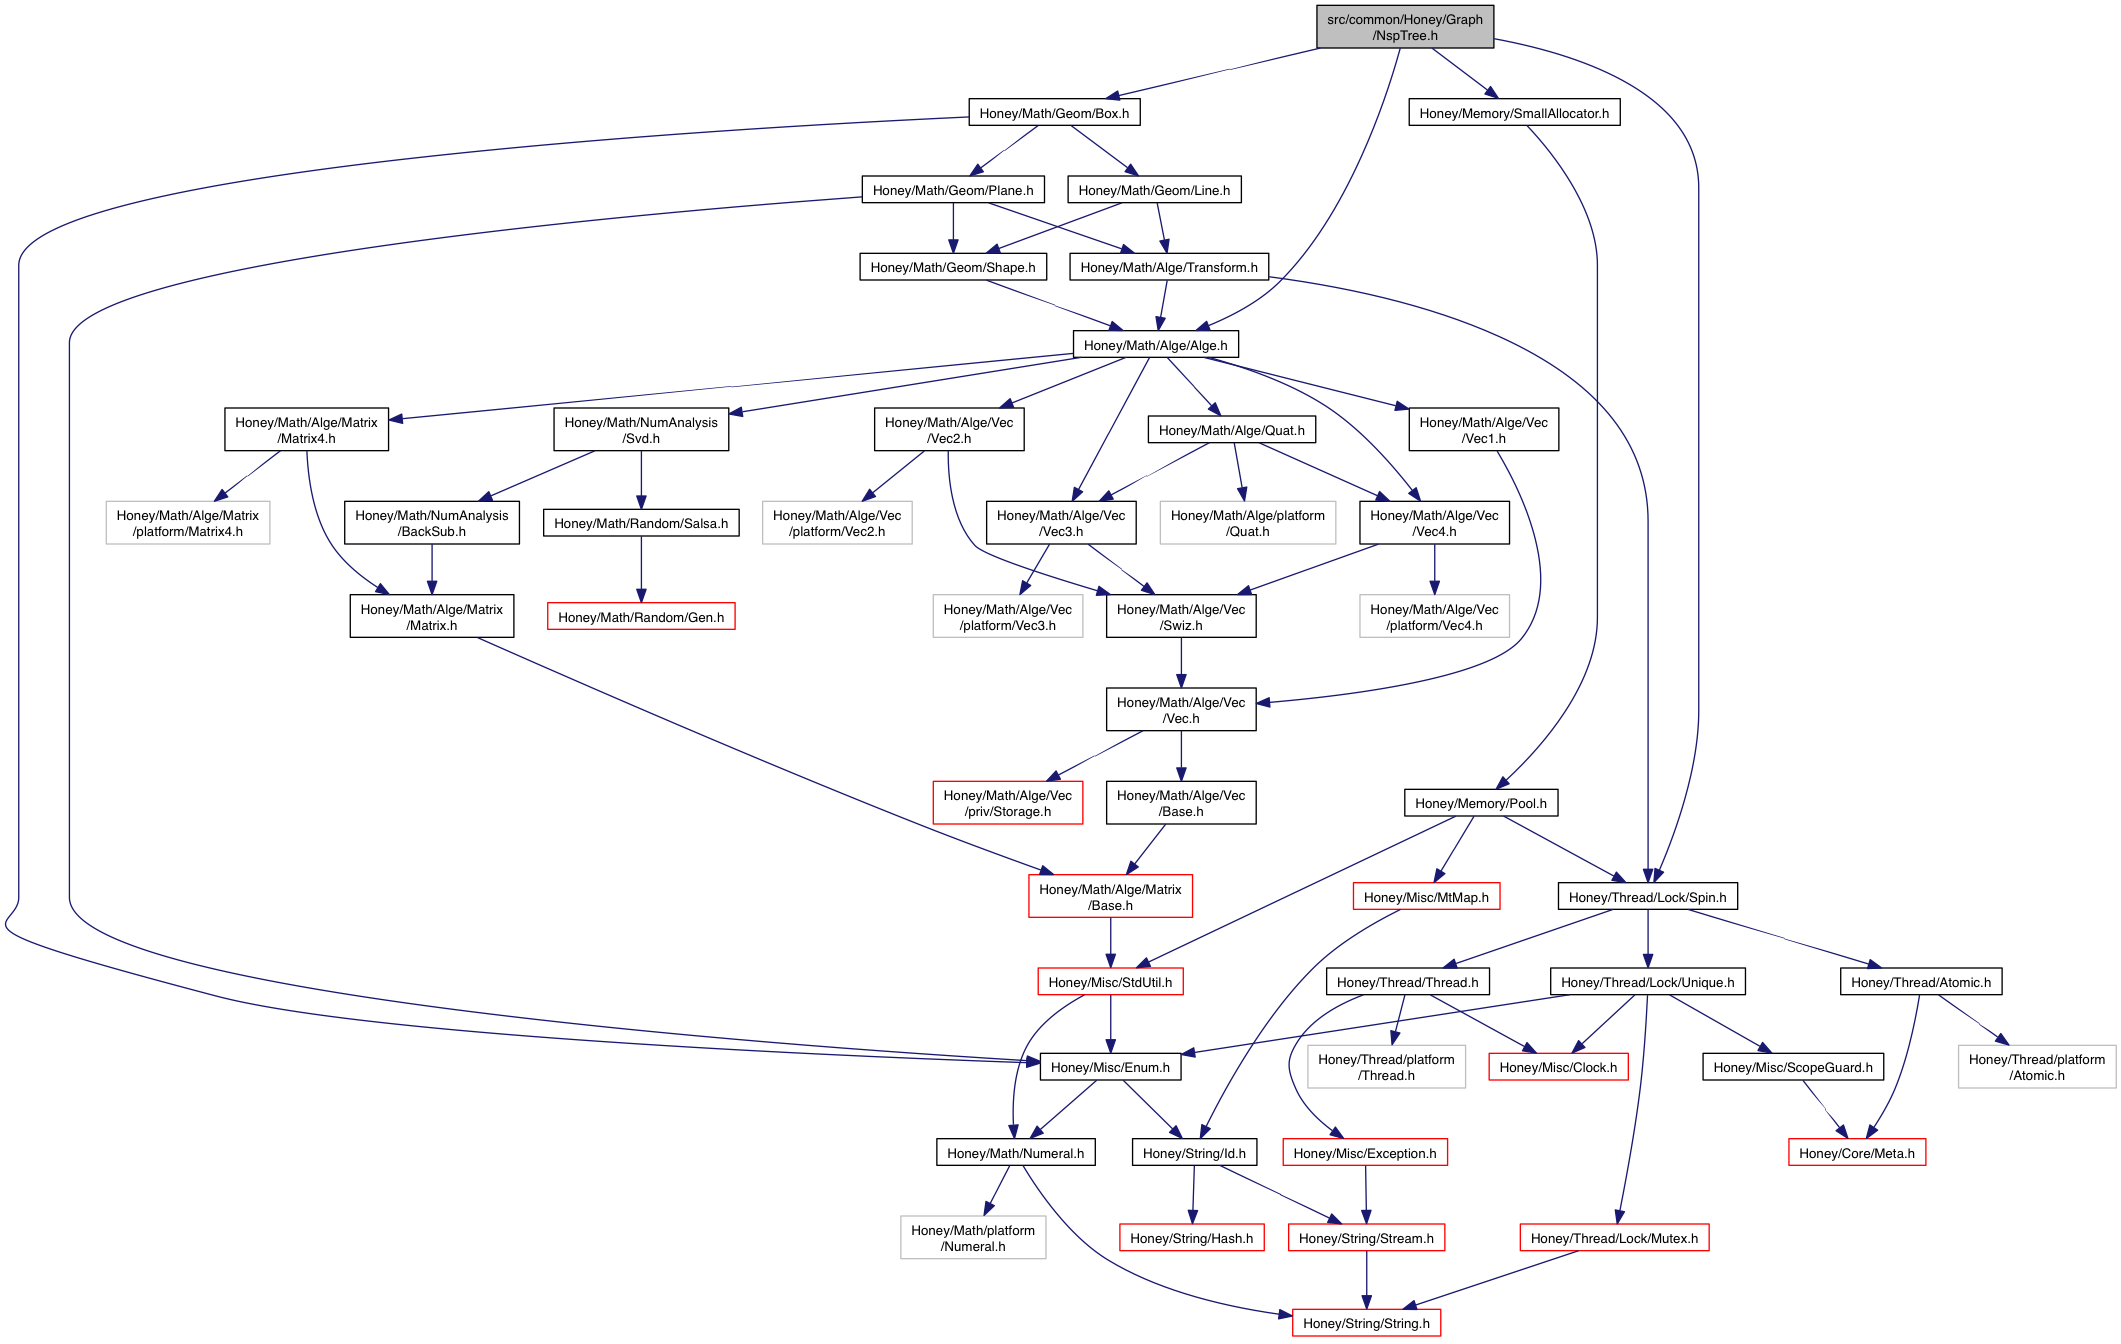 src/common/Honey/Graph
/NspTree.h
Honey/Math/Geom/Box.h
Honey/Memory/SmallAllocator.h
Honey/Math/Geom/Plane.h
Honey/Math/Geom/Line.h
Honey/Math/Geom/Shape.h
Honey/Math/Alge/Transform.h
Honey/Math/Alge/Alge.h
Honey/Math/Alge/Matrix
/Matrix4.h
Honey/Math/NumAnalysis
/Svd.h
Honey/Math/Alge/Vec
/Vec2.h
Honey/Math/Alge/Quat.h
Honey/Math/Alge/Vec
/Vec1.h
Honey/Math/Alge/Matrix
/platform/Matrix4.h
Honey/Math/NumAnalysis
/BackSub.h
Honey/Math/Random/Salsa.h
Honey/Math/Alge/Vec
/platform/Vec2.h
Honey/Math/Alge/Vec
/Vec3.h
Honey/Math/Alge/platform
/Quat.h
Honey/Math/Alge/Vec
/Vec4.h
Honey/Math/Alge/Matrix
/Matrix.h
Honey/Math/Random/Gen.h
Honey/Math/Alge/Vec
/platform/Vec3.h
Honey/Math/Alge/Vec
/Swiz.h
Honey/Math/Alge/Vec
/platform/Vec4.h
Honey/Math/Alge/Vec
/Vec.h
Honey/Math/Alge/Vec
/priv/Storage.h
Honey/Math/Alge/Vec
/Base.h
Honey/Memory/Pool.h
Honey/Math/Alge/Matrix
/Base.h
Honey/Misc/MtMap.h
Honey/Thread/Lock/Spin.h
Honey/Misc/StdUtil.h
Honey/Thread/Thread.h
Honey/Thread/Lock/Unique.h
Honey/Thread/Atomic.h
Honey/Misc/Enum.h
Honey/Thread/platform
/Thread.h
Honey/Misc/Clock.h
Honey/Misc/ScopeGuard.h
Honey/Thread/platform
/Atomic.h
Honey/Math/Numeral.h
Honey/String/Id.h
Honey/Misc/Exception.h
Honey/Core/Meta.h
Honey/Math/platform
/Numeral.h
Honey/String/Hash.h
Honey/String/Stream.h
Honey/Thread/Lock/Mutex.h
Honey/String/String.h